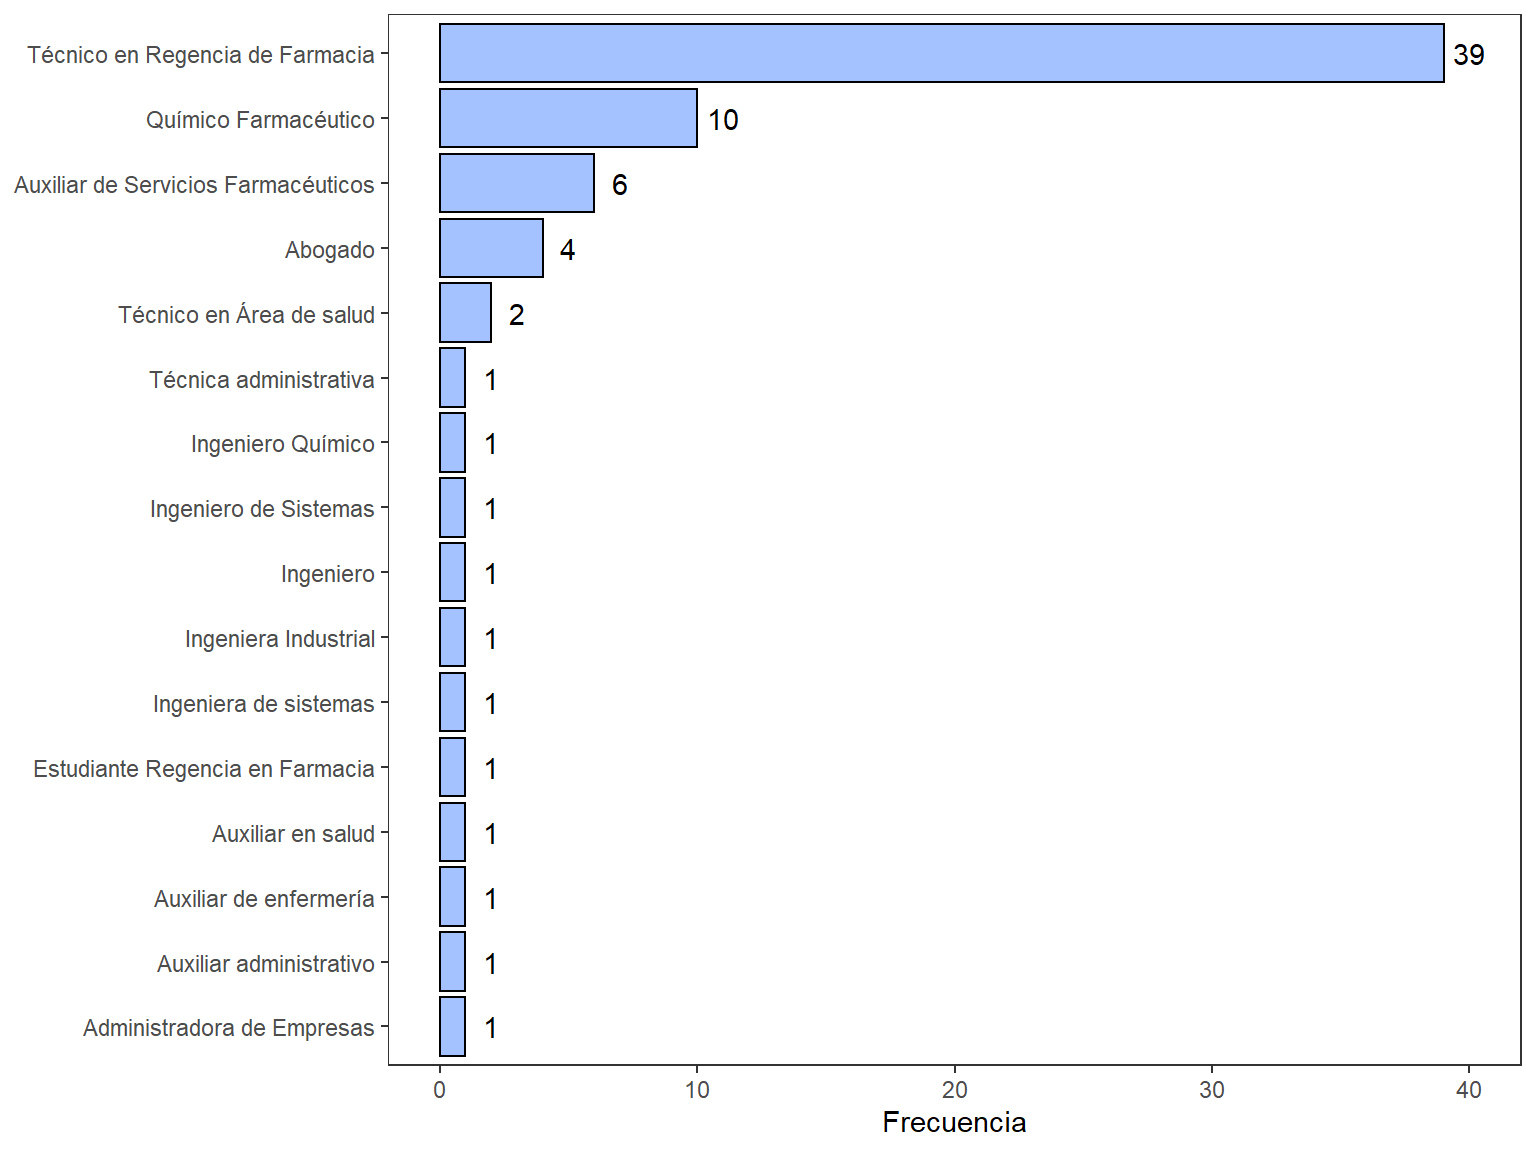 Técnico en Regencia de Farmacia 39
Químico Farmacéutico 10
Auxiliar de Servicios Farmacéuticos 6
Abogado 4
Técnico en Área de salud 2
Técnica administrativa 1
Ingeniero Químico 1
Ingeniero de Sistemas 1
Ingeniero 1
Ingeniera Industrial 1
Ingeniera de sistemas 1
Estudiante Regencia en Farmacia 1
Auxiliar en salud 1
Auxiliar de enfermería 1
Auxiliar administrativo 1
Administradora de Empresas 1
0 10 20 30 40
Frecuencia